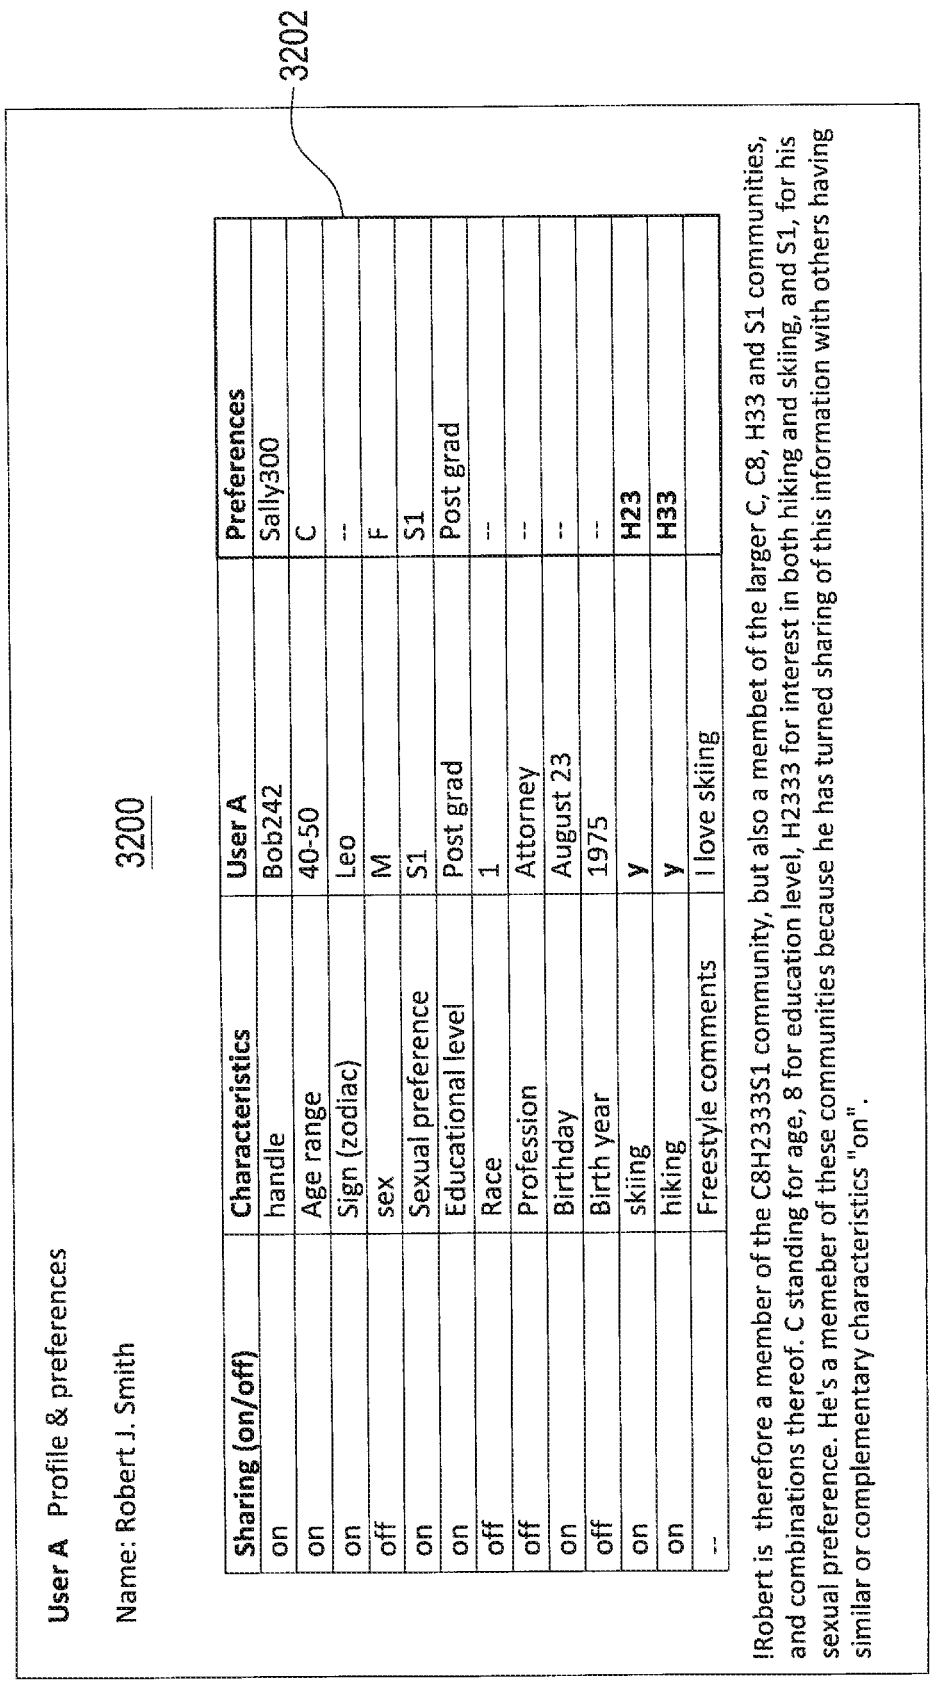 3200
3202
User A Profile & preferences
Name: Robert J. Smith
Sharing (on/off) Characteristics User A Preferences
on handle Bob242 Sally300
on Age range 40-50 C
on Sign (zodiac) Leo --
off sex M F
on Sexual preference S1 S1
on Educational level Post grad Post grad
off Race 1 --
off Profession Attorney --
on Birthday August 23 --
off Birth year 1975 --
on skiing y H23
on hiking y H33
-- Freestyle comments I love skiing
!Robert is therefore a member of the C8H2333S1 community, but also a membet of the larger C, C8, H33 and S1 communities,
and combinations thereof. C standing for age, 8 for education level, H2333 for interest in both hiking and skiing, and S1, for his
sexual preference. He's a memeber of these communities because he has turned sharing of this information with others having
similar or complementary characteristics "on".